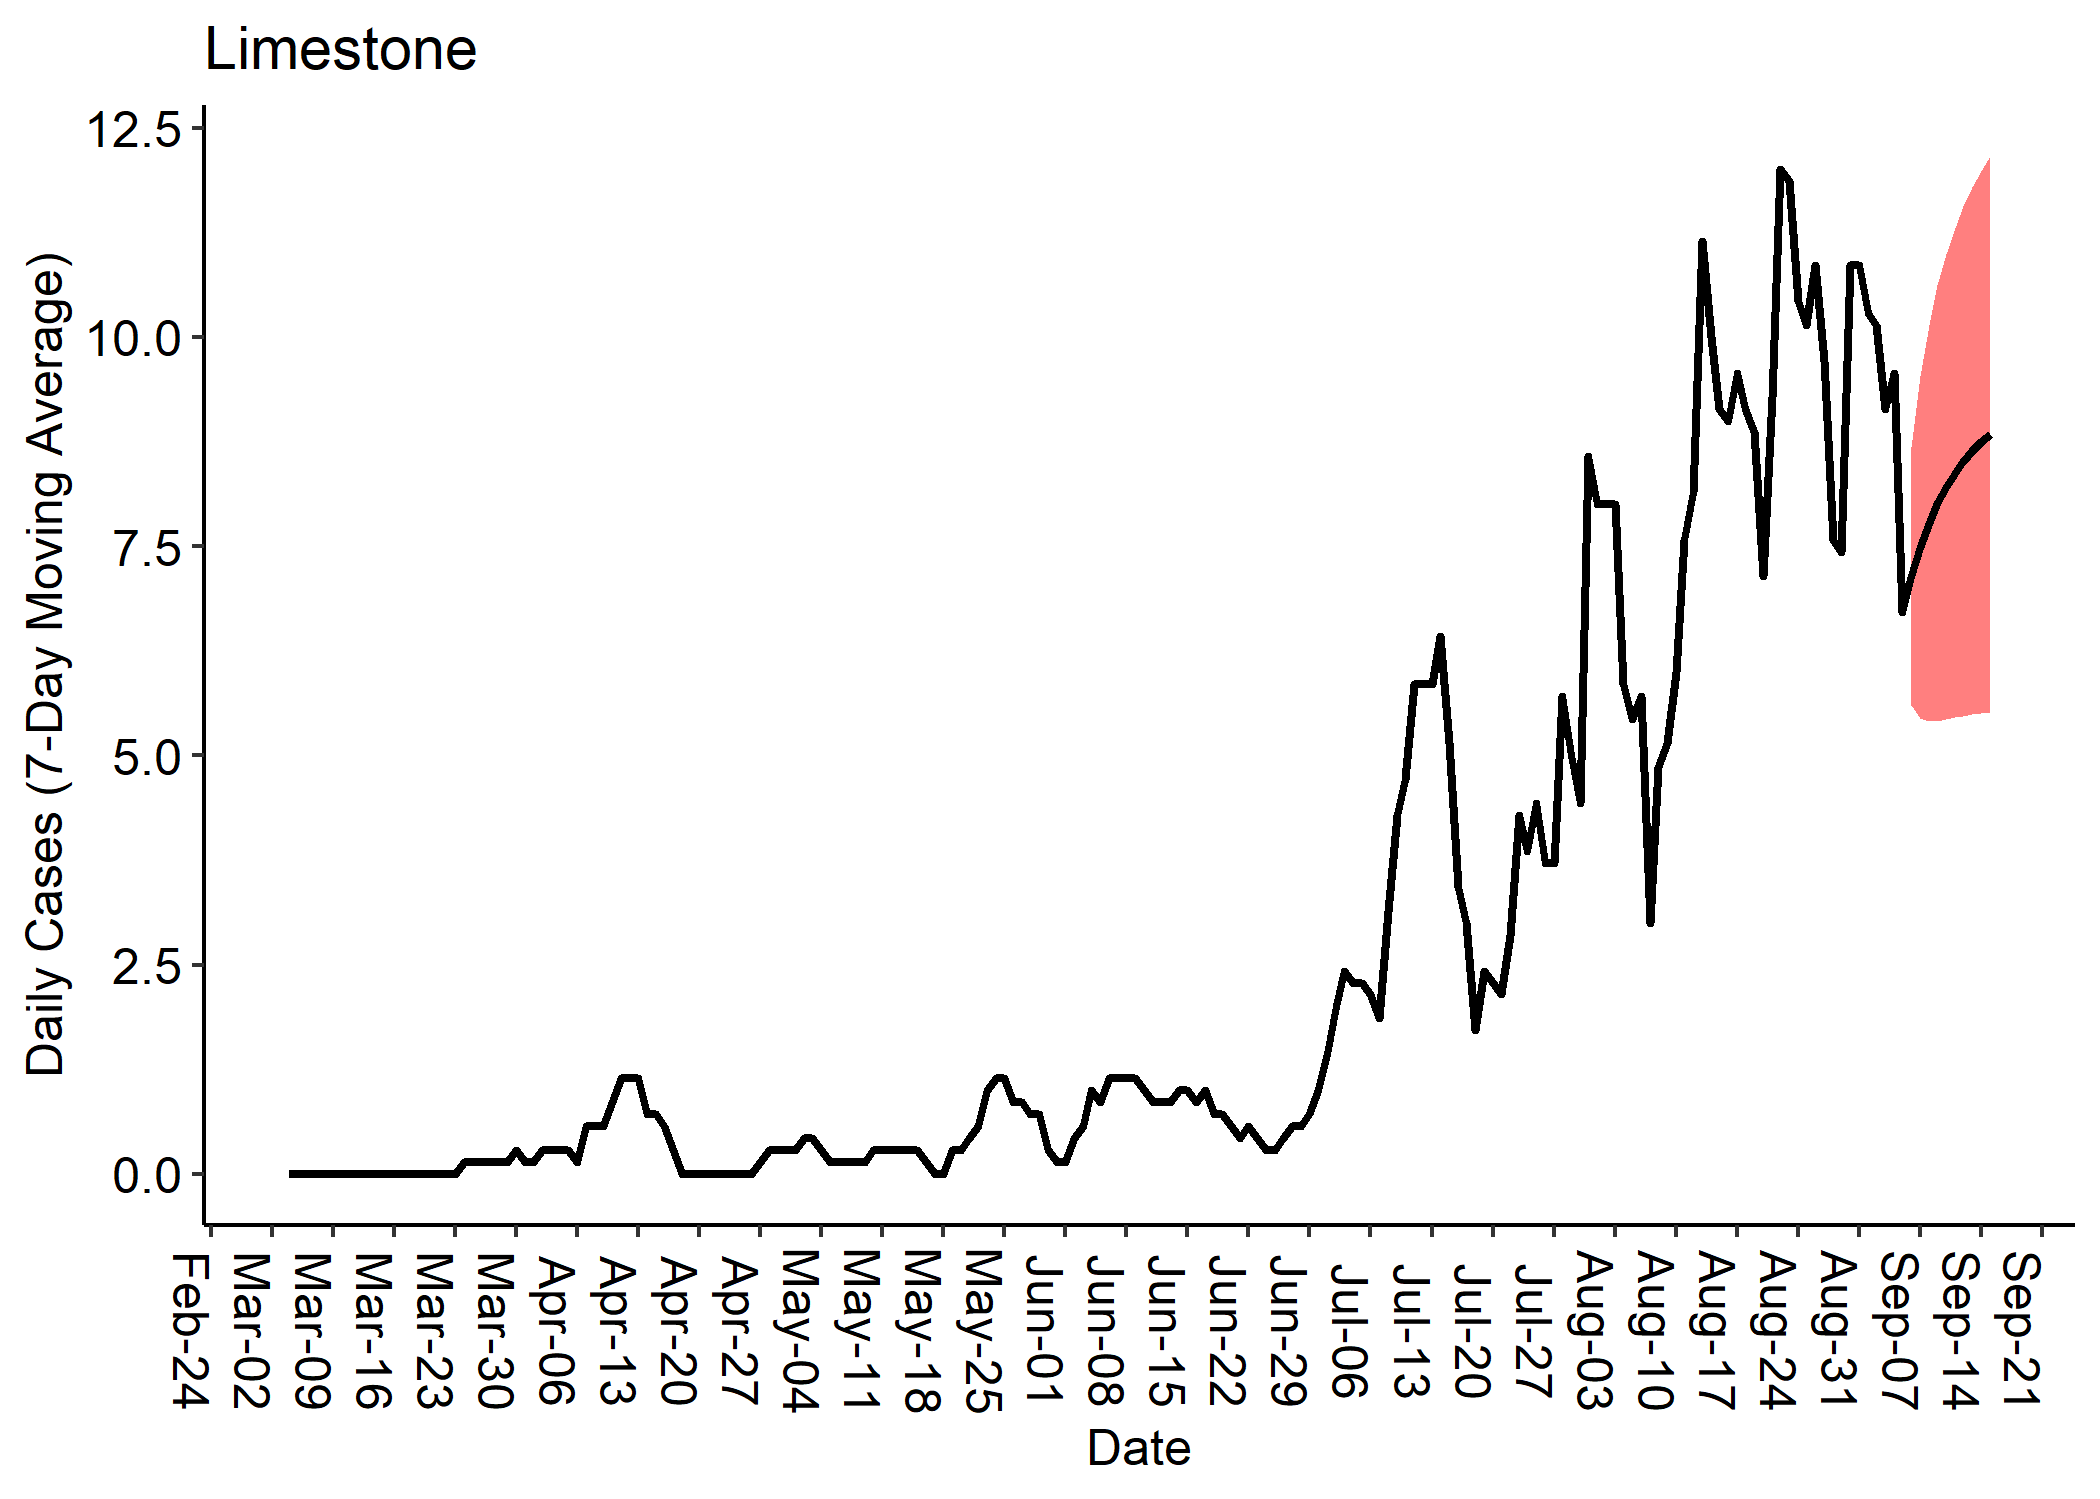 Limestone
Daily Cases (7-Day Moving Average)
12.5
10.0
7.5
5.0
2.5
0.0
Feb-24
Mar-02
Mar-09
Mar-16
Mar-23
Mar-30
Apr-06
Apr-13
Apr-20
Apr-27
May-04
May-11
May-18
May-25
Jun-01
Jun-08
Jun-15
Jun-22
Jun-29
Jul-06
Jul-13
Jul-20
Jul-27
Aug-03
Aug-10
Aug-17
Aug-24
Aug-31
Sep-07
Sep-14
Sep-21
Date